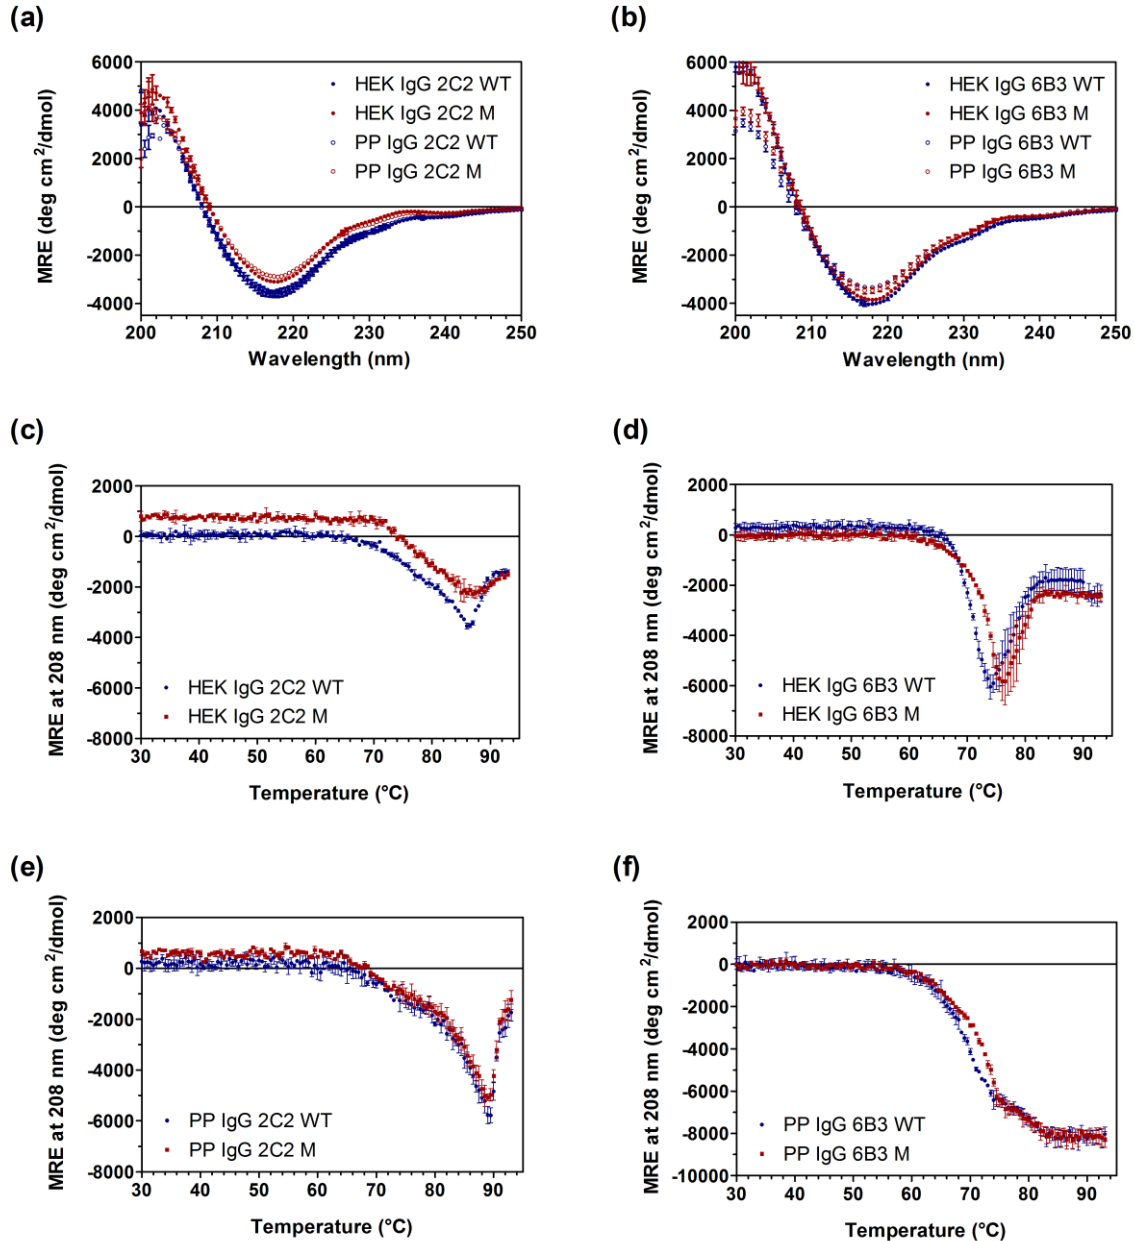 (a)
(b)
MRE (deg cm²/dmol)
6000
4000
2000
0
-2000
-4000
HEK IgG 2C2 WT
HEK IgG 2C2 M
PP IgG 2C2 WT
PP IgG 2C2 M
200 210 220 230 240 250
Wavelength (nm)
MRE (deg cm²/dmol)
6000
4000
2000
0
-2000
-4000
HEK IgG 6B3 WT
HEK IgG 6B3 M
PP IgG 6B3 WT
PP IgG 6B3 M
200 210 220 230 240 250
Wavelength (nm)
(c)
(d)
MRE at 208 nm (deg cm²/dmol)
2000
0
-2000
-4000
-6000
-8000
HEK IgG 2C2 WT
HEK IgG 2C2 M
30 40 50 60 70 80 90
Temperature (°C)
MRE at 208 nm (deg cm²/dmol)
2000
0
-2000
-4000
-6000
-8000
HEK IgG 6B3 WT
HEK IgG 6B3 M
30 40 50 60 70 80 90
Temperature (°C)
(e)
(f)
MRE at 208 nm (deg cm²/dmol)
2000
0
-2000
-4000
-6000
-8000
PP IgG 2C2 WT
PP IgG 2C2 M
30 40 50 60 70 80 90
Temperature (°C)
MRE at 208 nm (deg cm²/dmol)
2000
0
-2000
-4000
-6000
-8000
-10000
PP IgG 6B3 WT
PP IgG 6B3 M
30 40 50 60 70 80 90
Temperature (°C)